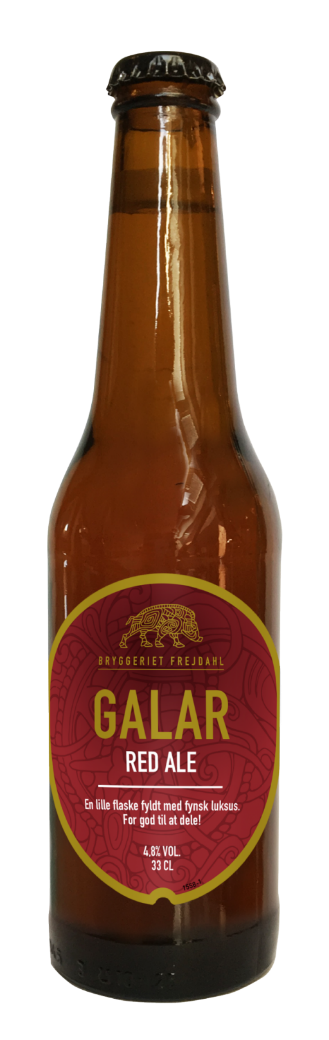 BRYGGERIET FREJDAHL
GALAR
RED ALE
En lille flaske fyldt med fynsk luksus.
For god til at dele!
4,8% VOL.
33 CL